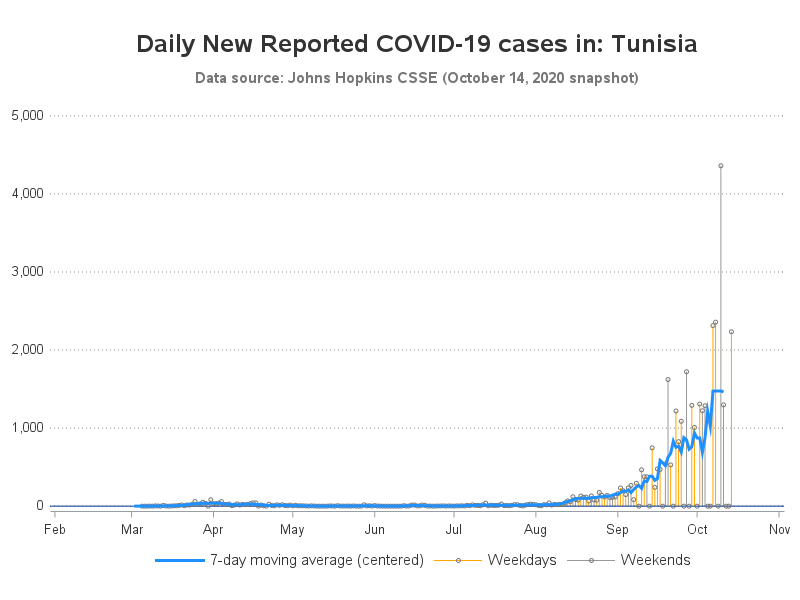 Daily New Reported COVID-19 cases in: Tunisia
Data source: Johns Hopkins CSSE (October 14, 2020 snapshot)
5,000
4,000
3,000
2,000
1,000
0
Feb Mar Apr May Jun Jul Aug Sep Oct Nov
7-day moving average (centered) Weekdays Weekends